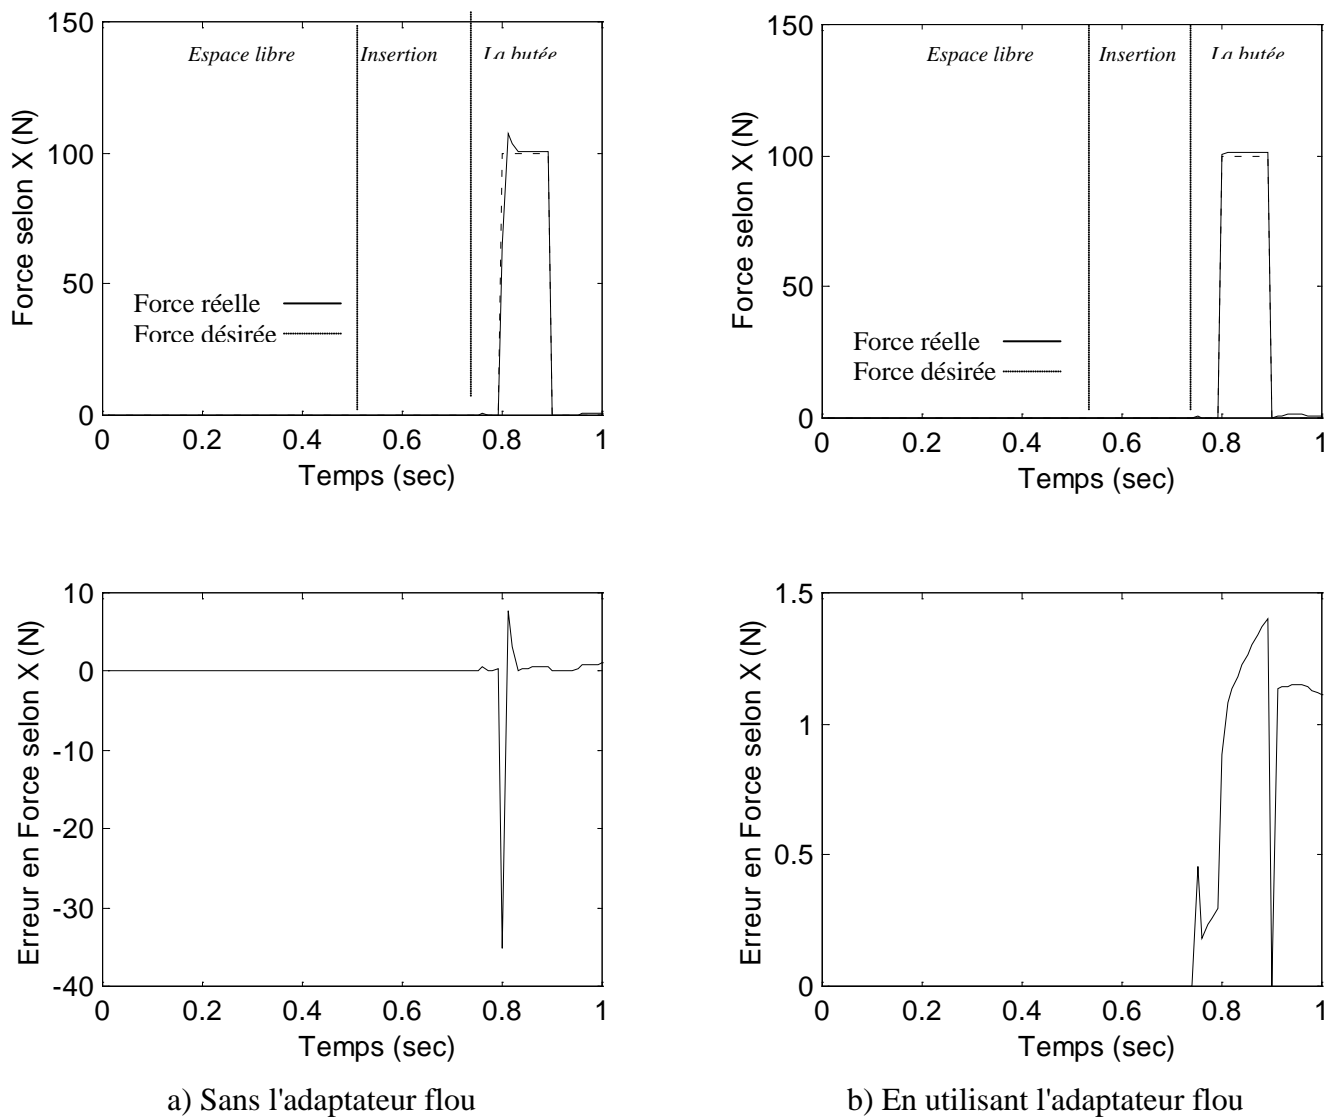 150
Espace libre
Insertion
La butée
Force selon X (N)
100
50
Force réelle
Force désirée
0
0 0.2 0.4 0.6 0.8 1
Temps (sec)
150
Espace libre
Insertion
La butée
Force selon X (N)
100
50
Force réelle
Force désirée
0
0 0.2 0.4 0.6 0.8 1
Temps (sec)
10
0
-10
-20
-30
-40
Erreur en Force selon X (N)
0 0.2 0.4 0.6 0.8 1
Temps (sec)
a) Sans l'adaptateur flou
1.5
1
0.5
0
Erreur en Force selon X (N)
0 0.2 0.4 0.6 0.8 1
Temps (sec)
b) En utilisant l'adaptateur flou